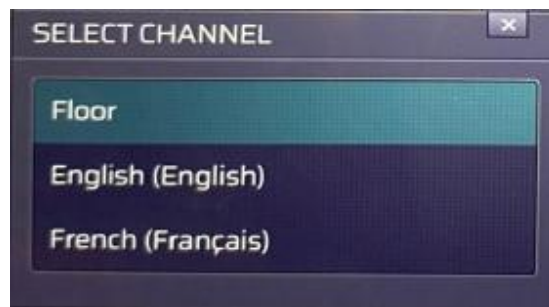 SELECT CHANNEL
Floor
English (English)
French (Français)